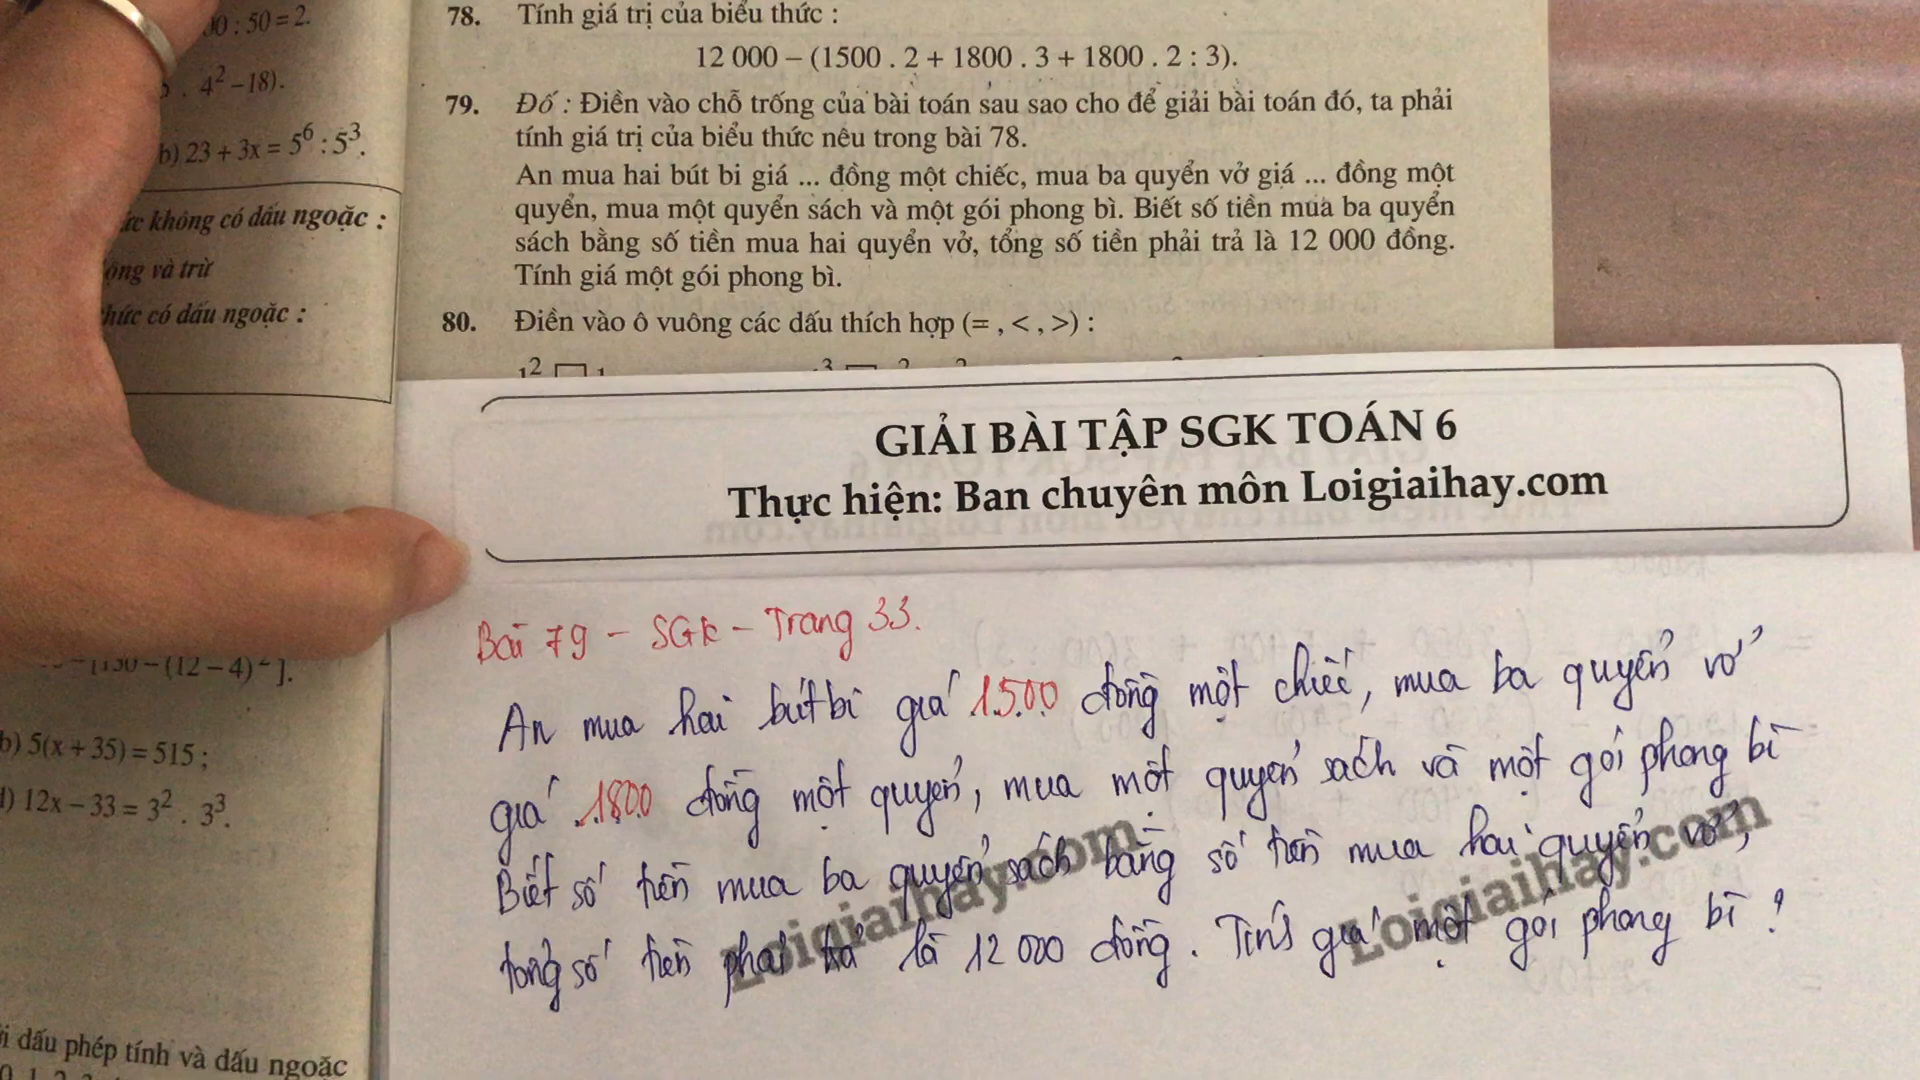 00 : 50 = 2.
. 4² – 18).
b) 23 + 3x = 5⁶ : 5³.
ức không có dấu ngoặc :
ộng và trừ
hức có dấu ngoặc :
– [130 – (12 – 4)²].
b) 5(x + 35) = 515 ;
d) 12x – 33 = 3² . 3³.
i dấu phép tính và dấu ngoặc
78. Tính giá trị của biểu thức :
12 000 – (1500 . 2 + 1800 . 3 + 1800 . 2 : 3).
79. Đố : Điền vào chỗ trống của bài toán sau sao cho để giải bài toán đó, ta phải
tính giá trị của biểu thức nêu trong bài 78.
An mua hai bút bi giá ... đồng một chiếc, mua ba quyển vở giá ... đồng một
quyển, mua một quyển sách và một gói phong bì. Biết số tiền mua ba quyển
sách bằng số tiền mua hai quyển vở, tổng số tiền phải trả là 12 000 đồng.
Tính giá một gói phong bì.
80. Điền vào ô vuông các dấu thích hợp (= , < , >) :
GIẢI BÀI TẬP SGK TOÁN 6
Thực hiện: Ban chuyên môn Loigiaihay.com
Bài 79 – SGK – Trang 33.
An mua hai bút bi giá 1500 đồng một chiếc, mua ba quyển vở
giá 1800 đồng một quyển, mua một quyển sách và một gói phong bì
Biết số tiền mua ba quyển sách bằng số tiền mua hai quyển vở,
tổng số tiền phải trả là 12 000 đồng. Tính giá một gói phong bì ?
Loigiaihay.com
Loigiaihay.com